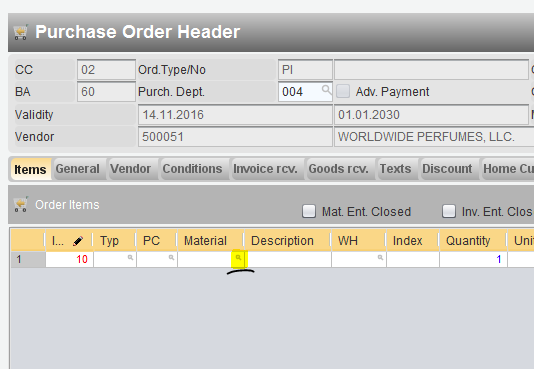 Purchase Order Header
CC 02 Ord.Type/No PI
BA 60 Purch. Dept. 004 Adv. Payment
Validity 14.11.2016 01.01.2030
Vendor 500051 WORLDWIDE PERFUMES, LLC.
Items General Vendor Conditions Invoice rcv. Goods rcv. Texts Discount Home Cu
Order Items
Mat. Ent. Closed Inv. Ent. Clos
I... Typ PC Material Description WH Index Quantity Uni
1 10 1